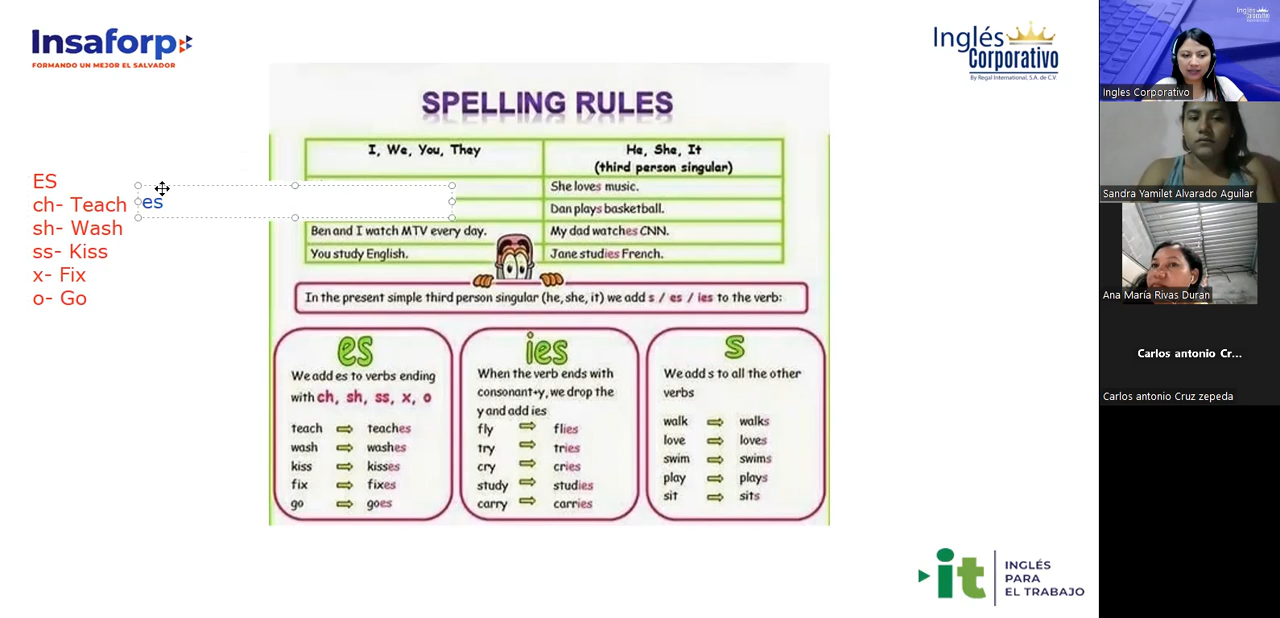 Insaforp
FORMANDO UN MEJOR EL SALVADOR
Inglés
Corporativo
By Regal International, S.A. de C.V.
SPELLING RULES
I, We, You, They
He, She, It
(third person singular)
She loves music.
Dan plays basketball.
Ben and I watch MTV every day.
My dad watches CNN.
You study English.
Jane studies French.
In the present simple third person singular (he, she, it) we add s / es / ies to the verb:
ES
ch- Teach es
sh- Wash
ss- Kiss
x- Fix
o- Go
es
We add es to verbs ending
with ch, sh, ss, x, o
teach teaches
wash washes
kiss kisses
fix fixes
go goes
ies
When the verb ends with
consonant+y, we drop the
y and add ies
fly flies
try tries
cry cries
study studies
carry carries
s
We add s to all the other
verbs
walk walks
love loves
swim swims
play plays
sit sits
it
INGLÉS
PARA
EL TRABAJO
Ingles Corporativo
Sandra Yamilet Alvarado Aguilar
Ana María Rivas Duran
Carlos antonio Cr...
Carlos antonio Cruz zepeda